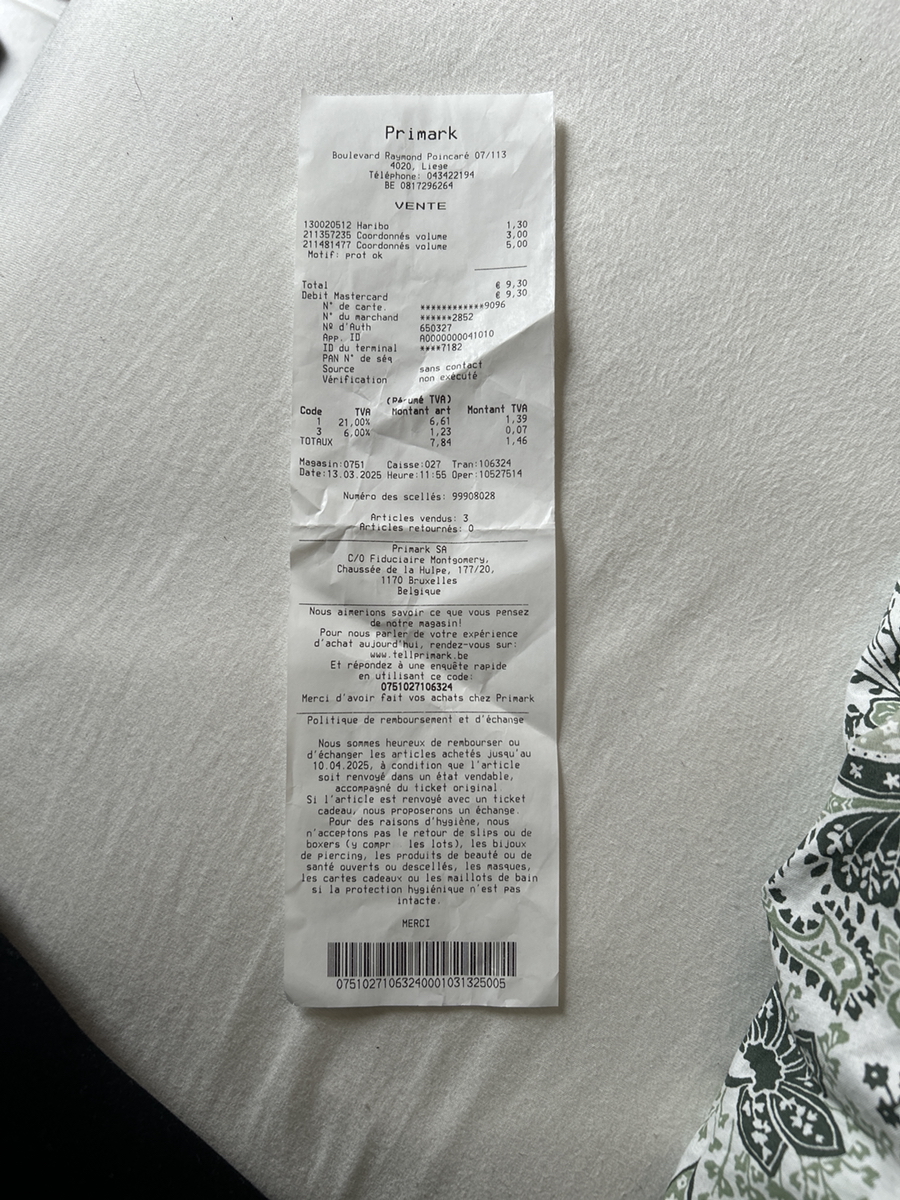 Primark
Boulevard Raymond Poincaré 07/113
4020, Liege
Téléphone: 043422194
BE 0817296264
VENTE
130020512 Haribo 1,30
211357235 Coordonnés volume 3,00
211481477 Coordonnés volume 5,00
Motif: prot ok
Total € 9,30
Debit Mastercard € 9,30
N° de carte. ************9096
N° du marchand ******2852
Nº d'Auth 650327
App. ID A0000000041010
ID du terminal ****7182
PAN N° de séq
Source sans contact
Vérification non exécuté
TVA)
Code TVA Montant art Montant TVA
1 21,00% 6,61 1,39
3 6,00% 1,23 0,07
TOTAUX 7,84 1,46
Magasin:0751 Caisse:027 Tran:106324
Date:13.03.2025 Heure:11:55 Oper:10527514
Numéro des scellés: 99908028
Articles vendus: 3
Articles retournés: 0
Primark SA
C/O Fiduciaire Montgomery,
Chaussée de la Hulpe, 177/20,
1170 Bruxelles
Belgique
Nous aimerions savoir ce que vous pensez
de notre magasin!
Pour nous parler de votre expérience
d'achat aujourd'hui, rendez-vous sur:
www.tellprimark.be
Et répondez à une enquête rapide
en utilisant ce code:
0751027106324
Merci d'avoir fait vos achats chez Primark
Politique de remboursement et d'échange
Nous sommes heureux de rembourser ou
d'échanger les articles achetés jusqu'au
10.04.2025, à condition que l'article
soit renvoyé dans un état vendable,
accompagné du ticket original.
Si l'article est renvoyé avec un ticket
cadeau, nous proposerons un échange.
Pour des raisons d'hygiène, nous
n'acceptons pas le retour de slips ou de
boxers (y compr les lots), les bijoux
de piercing, les produits de beauté ou de
santé ouverts ou descellés, les masques,
les cartes cadeaux ou les maillots de bain
si la protection hygiénique n'est pas
intacte.
MERCI
07510271063240001031325005